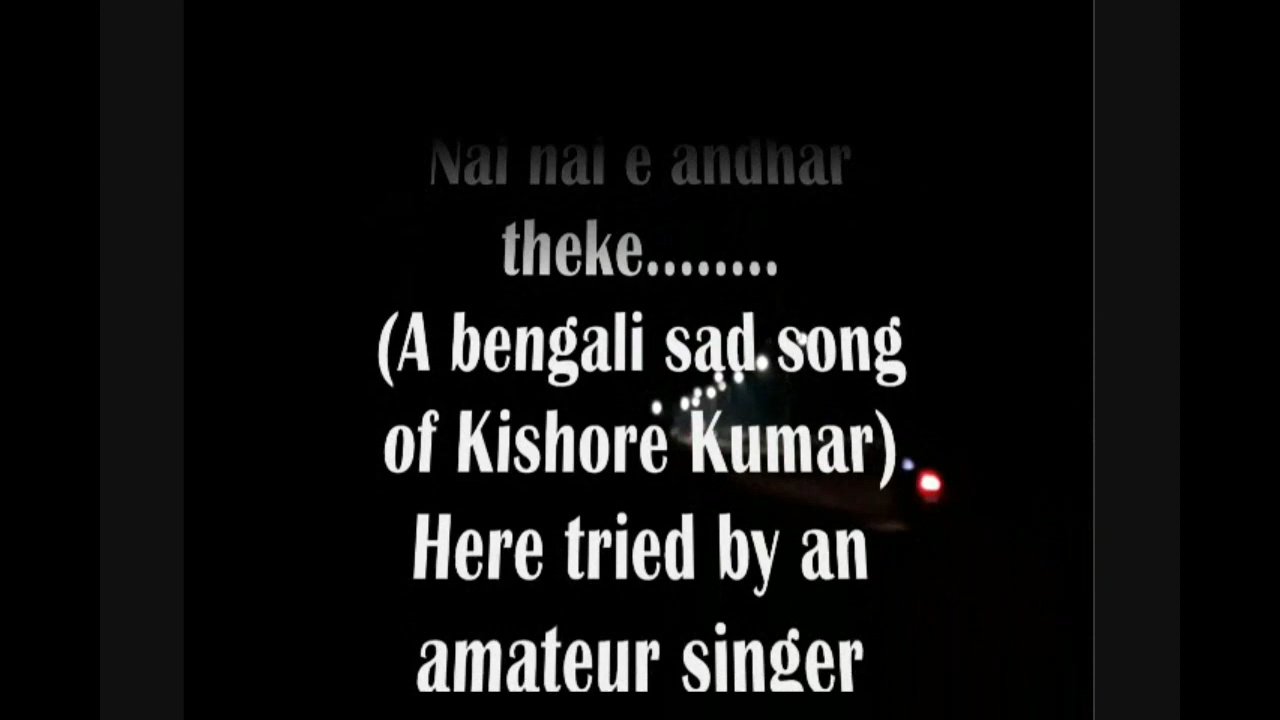 Nai nai e andhar
theke........
(A bengali sad song
of Kishore Kumar)
Here tried by an
amateur singer